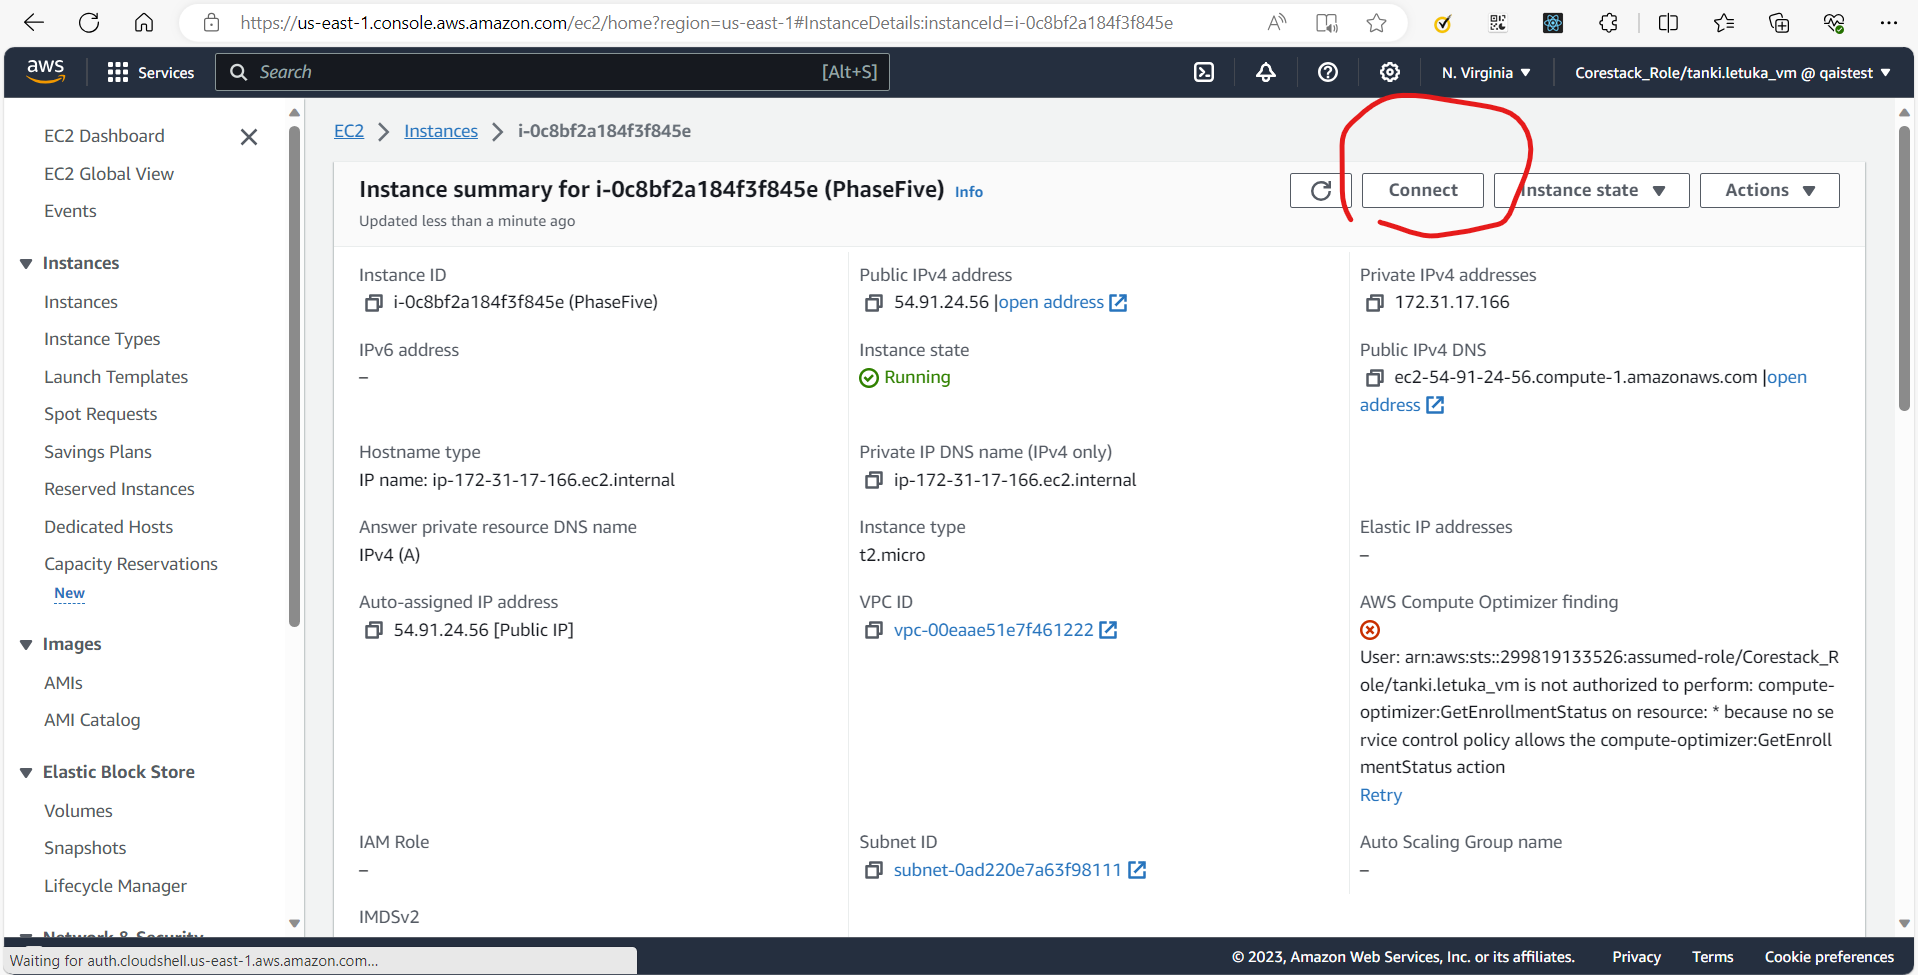 https://us-east-1.console.aws.amazon.com/ec2/home?region=us-east-1#InstanceDetails:instanceId=i-0c8bf2a184f3f845e
aws
Services
Search
[Alt+S]
N. Virginia
Corestack_Role/tanki.letuka_vm @ qaistest
EC2 Dashboard
EC2 Global View
Events
Instances
Instances
Instance Types
Launch Templates
Spot Requests
Savings Plans
Reserved Instances
Dedicated Hosts
Capacity Reservations
New
Images
AMIs
AMI Catalog
Elastic Block Store
Volumes
Snapshots
Lifecycle Manager
Network & Security
EC2 > Instances > i-0c8bf2a184f3f845e
Instance summary for i-0c8bf2a184f3f845e (PhaseFive) Info
Updated less than a minute ago
Connect
Instance state
Actions
Instance ID
i-0c8bf2a184f3f845e (PhaseFive)
Public IPv4 address
54.91.24.56 |open address
Private IPv4 addresses
172.31.17.166
IPv6 address
–
Instance state
Running
Public IPv4 DNS
ec2-54-91-24-56.compute-1.amazonaws.com |open
address
Hostname type
IP name: ip-172-31-17-166.ec2.internal
Private IP DNS name (IPv4 only)
ip-172-31-17-166.ec2.internal
Answer private resource DNS name
IPv4 (A)
Instance type
t2.micro
Elastic IP addresses
–
Auto-assigned IP address
54.91.24.56 [Public IP]
VPC ID
vpc-00eaae51e7f461222
AWS Compute Optimizer finding
User: arn:aws:sts::299819133526:assumed-role/Corestack_R
ole/tanki.letuka_vm is not authorized to perform: compute-
optimizer:GetEnrollmentStatus on resource: * because no se
rvice control policy allows the compute-optimizer:GetEnroll
mentStatus action
Retry
IAM Role
–
Subnet ID
subnet-0ad220e7a63f98111
Auto Scaling Group name
–
IMDSv2
Waiting for auth.cloudshell.us-east-1.aws.amazon.com...
© 2023, Amazon Web Services, Inc. or its affiliates.
Privacy
Terms
Cookie preferences